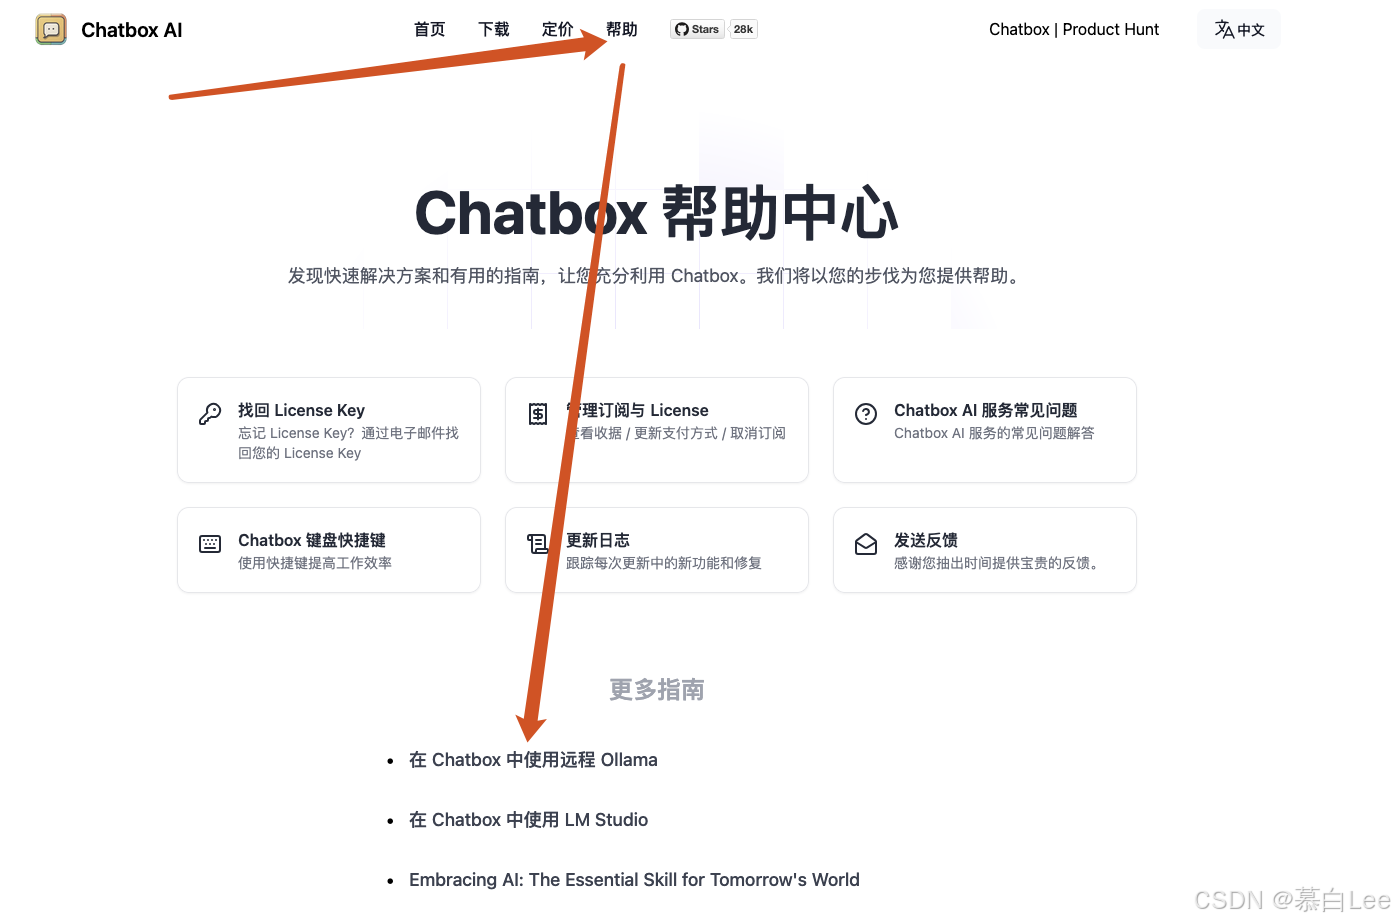 Chatbox AI
首页 下载 定价 帮助 Stars 28k Chatbox | Product Hunt 中文
Chatbox 帮助中心
发现快速解决方案和有用的指南，让您充分利用 Chatbox。我们将以您的步伐为您提供帮助。
找回 License Key
忘记 License Key？通过电子邮件找
回您的 License Key
管理订阅与 License
查看收据 / 更新支付方式 / 取消订阅
Chatbox AI 服务常见问题
Chatbox AI 服务的常见问题解答
Chatbox 键盘快捷键
使用快捷键提高工作效率
更新日志
跟踪每次更新中的新功能和修复
发送反馈
感谢您抽出时间提供宝贵的反馈。
更多指南
在 Chatbox 中使用远程 Ollama
在 Chatbox 中使用 LM Studio
Embracing AI: The Essential Skill for Tomorrow's World
CSDN @慕白Lee